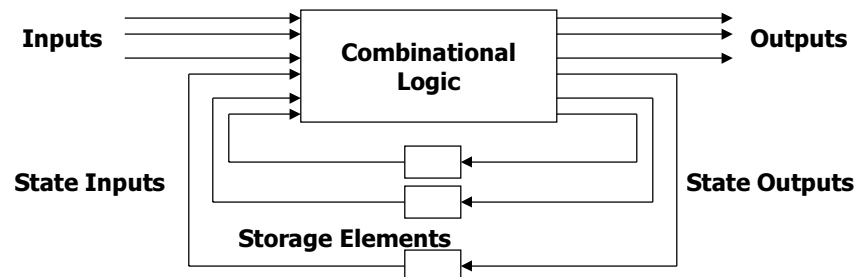 Inputs
Combinational
Logic
Outputs
State Inputs
State Outputs
Storage Elements